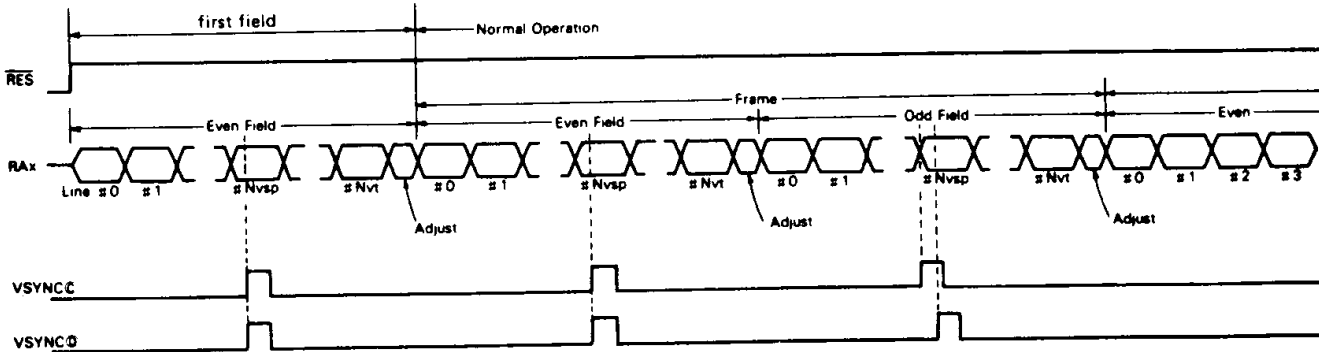 first field
Normal Operation
RES
Frame
Even Field
Even Field
Odd Field
Even
RAx
Line #0 #1 #Nvsp #Nvt #0 #1 #Nvsp #Nvt #0 #1 #Nvsp #Nvt #0 #1 #2 #3
Adjust
Adjust
Adjust
VSYNCC
VSYNCD